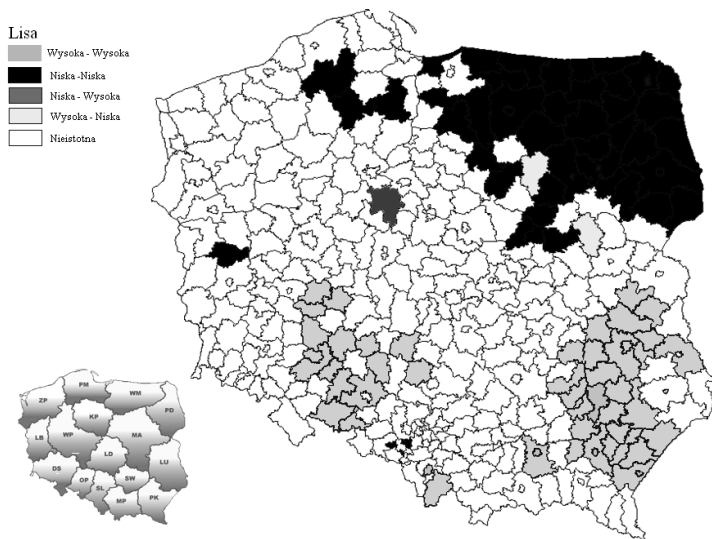 Lisa
Wysoka - Wysoka
Niska -Niska
Niska - Wysoka
Wysoka - Niska
Nieistotna
ZP
PM
WM
KP
PD
LB
WP
MA
LD
DS
LU
OP
SL
SW
MP
PK